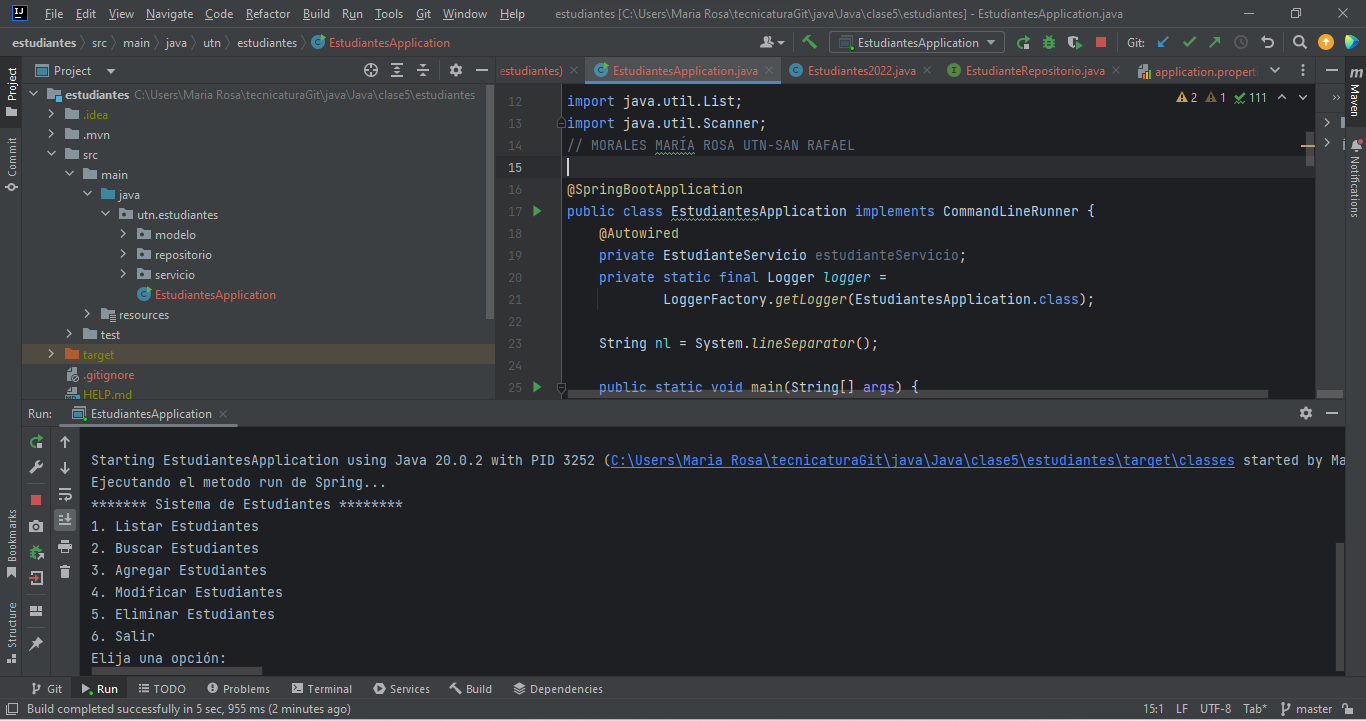 File Edit View Navigate Code Refactor Build Run Tools Git Window Help estudiantes [C:\Users\Maria Rosa\tecnicaturaGit\java\Java\clase5\estudiantes] - EstudiantesApplication.java
estudiantes src main java utn estudiantes EstudiantesApplication EstudiantesApplication Git:
Project Project estudiantes) EstudiantesApplication.java Estudiantes2022.java EstudianteRepositorio.java application.propert
estudiantes C:\Users\Maria Rosa\tecnicaturaGit\java\Java\clase5\estudiantes
.idea
.mvn
src
main
java
utn.estudiantes
modelo
repositorio
servicio
EstudiantesApplication
resources
test
target
.gitignore
HELP.md
12 import java.util.List; 2 1 111
13 import java.util.Scanner;
14 // MORALES MARÍA ROSA UTN-SAN RAFAEL
15
16 @SpringBootApplication
17 public class EstudiantesApplication implements CommandLineRunner {
18 @Autowired
19 private EstudianteServicio estudianteServicio;
20 private static final Logger logger =
21 LoggerFactory.getLogger(EstudiantesApplication.class);
22
23 String nl = System.lineSeparator();
24
25 public static void main(String[] args) {
Maven
Notifications
Commit
Bookmarks
Structure
Run: EstudiantesApplication
Starting EstudiantesApplication using Java 20.0.2 with PID 3252 (C:\Users\Maria Rosa\tecnicaturaGit\java\Java\clase5\estudiantes\target\classes started by Ma
Ejecutando el metodo run de Spring...
******* Sistema de Estudiantes ********
1. Listar Estudiantes
2. Buscar Estudiantes
3. Agregar Estudiantes
4. Modificar Estudiantes
5. Eliminar Estudiantes
6. Salir
Elija una opción:
Git Run TODO Problems Terminal Services Build Dependencies
Build completed successfully in 5 sec, 955 ms (2 minutes ago) 15:1 LF UTF-8 Tab* master